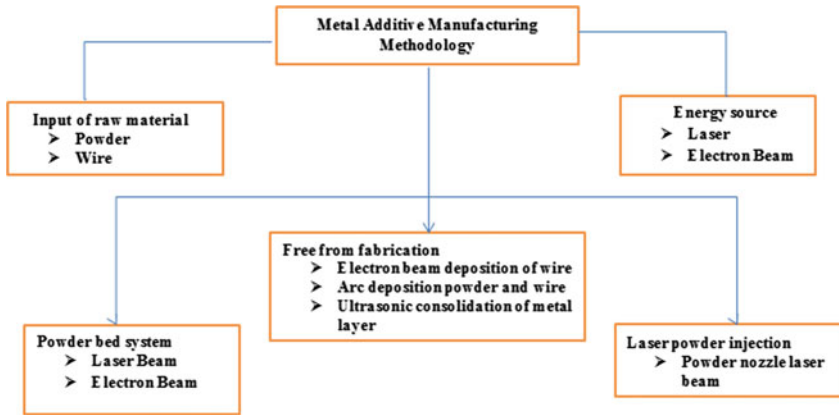 Metal Additive Manufacturing
Methodology
Input of raw material
➤ Powder
➤ Wire
Energy source
➤ Laser
➤ Electron Beam
Free from fabrication
➤ Electron beam deposition of wire
➤ Arc deposition powder and wire
➤ Ultrasonic consolidation of metal
layer
Powder bed system
➤ Laser Beam
➤ Electron Beam
Laser powder injection
➤ Powder nozzle laser
beam